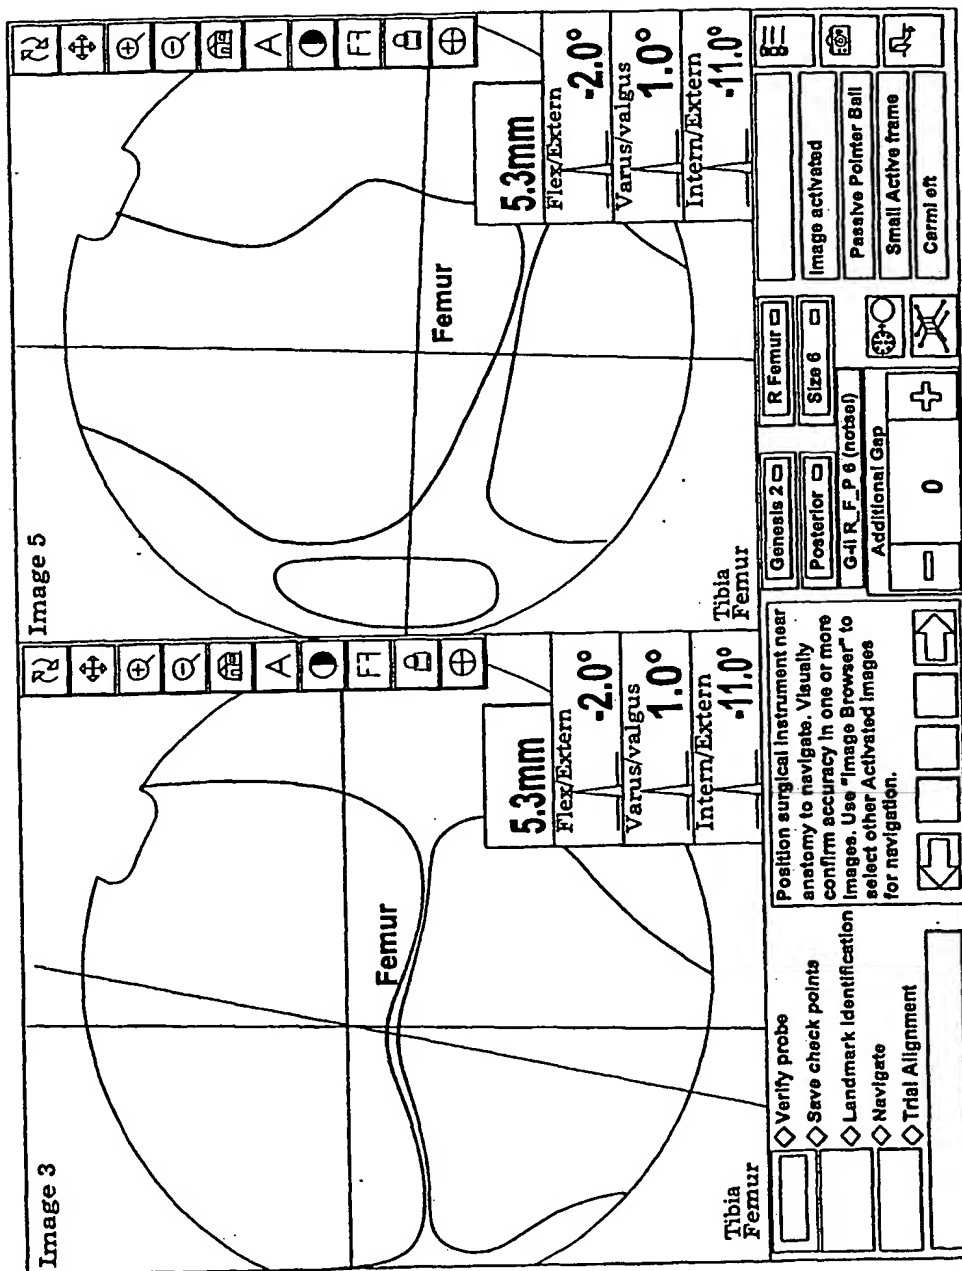 Image 3
Femur
Tibia
Femur
5.3mm
Flex/Extern
-2.0°
Varus/valgus
1.0°
Intern/Extern
-11.0°
Image 5
Femur
Tibia
Femur
5.3mm
Flex/Extern
-2.0°
Varus/valgus
1.0°
Intern/Extern
-11.0°
Verify probe
Save check points
Landmark Identification
Navigate
Trial Alignment
Position surgical instrument near
anatomy to navigate. Visually
confirm accuracy in one or more
images. Use "Image Browser" to
select other Activated images
for navigation.
Genesis 2
R Femur
Posterior
Size 6
G-4i R_F_P 6 (notsel)
Additional Gap
0
Image activated
Passive Pointer Ball
Small Active frame